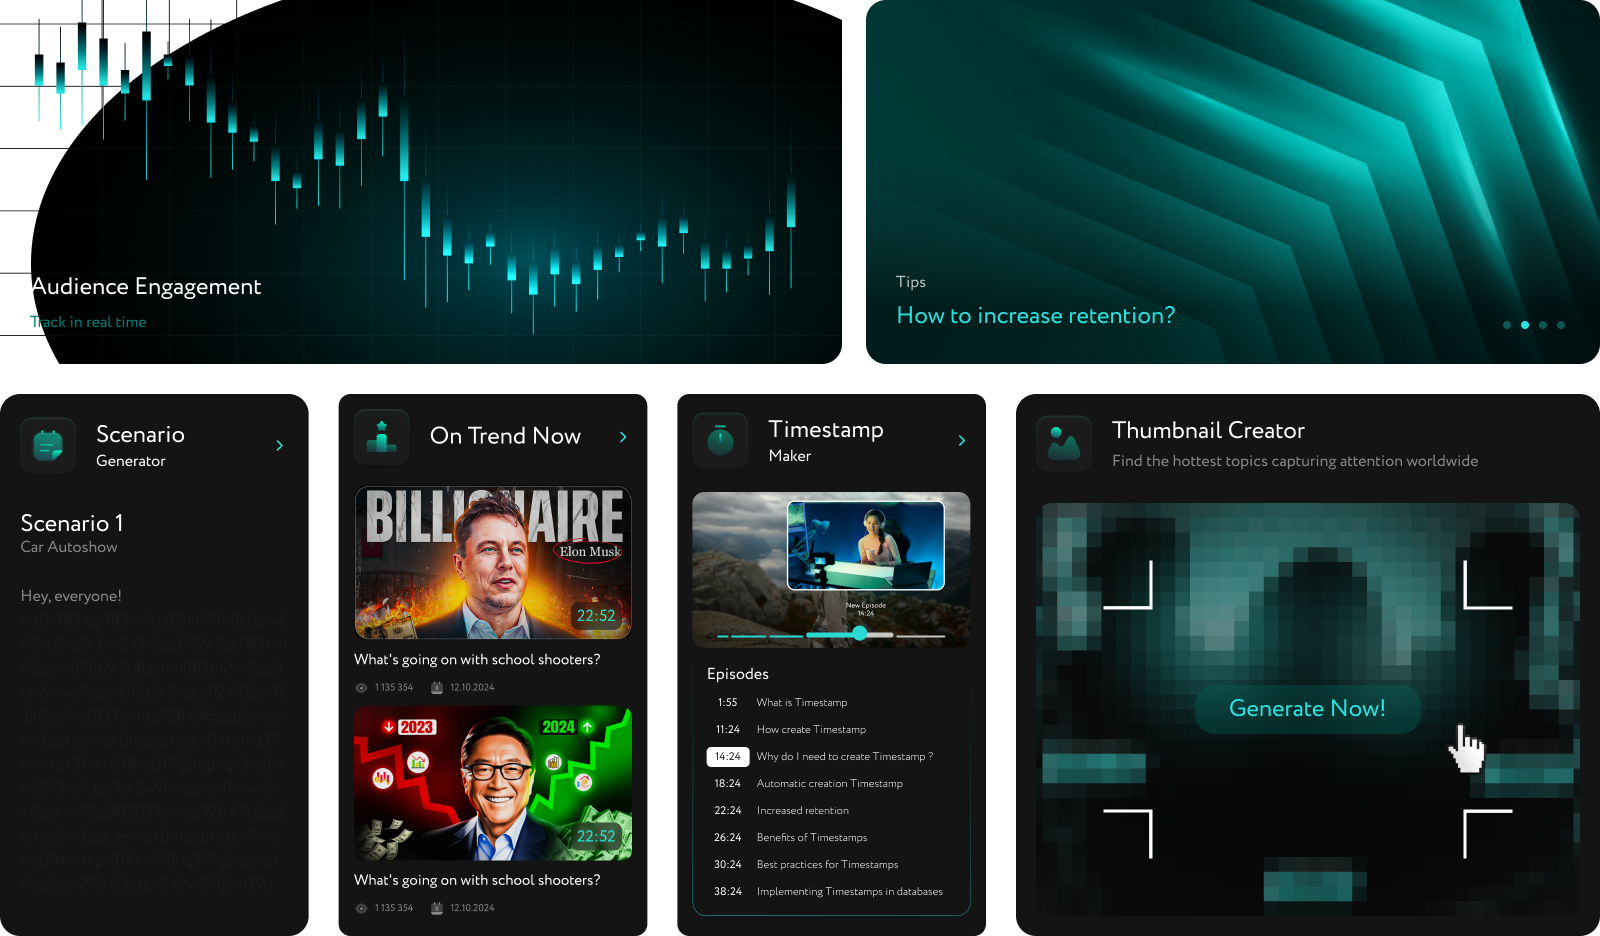 Audience Engagement
Track in real time
Tips
How to increase retention?
Scenario
Generator
Scenario 1
Car Autoshow
Hey, everyone!
On Trend Now
BILLIONAIRE
Elon Musk
22:52
What's going on with school shooters?
1 135 354
12.10.2024
2023
2024
22:52
What's going on with school shooters?
1 135 354
12.10.2024
Timestamp
Maker
New Episode
14:24
Episodes
1:55 What is Timestamp
11:24 How create Timestamp
14:24 Why do I need to create Timestamp ?
18:24 Automatic creation Timestamp
22:24 Increased retention
26:24 Benefits of Timestamps
30:24 Best practices for Timestamps
38:24 Implementing Timestamps in databases
Thumbnail Creator
Find the hottest topics capturing attention worldwide
Generate Now!